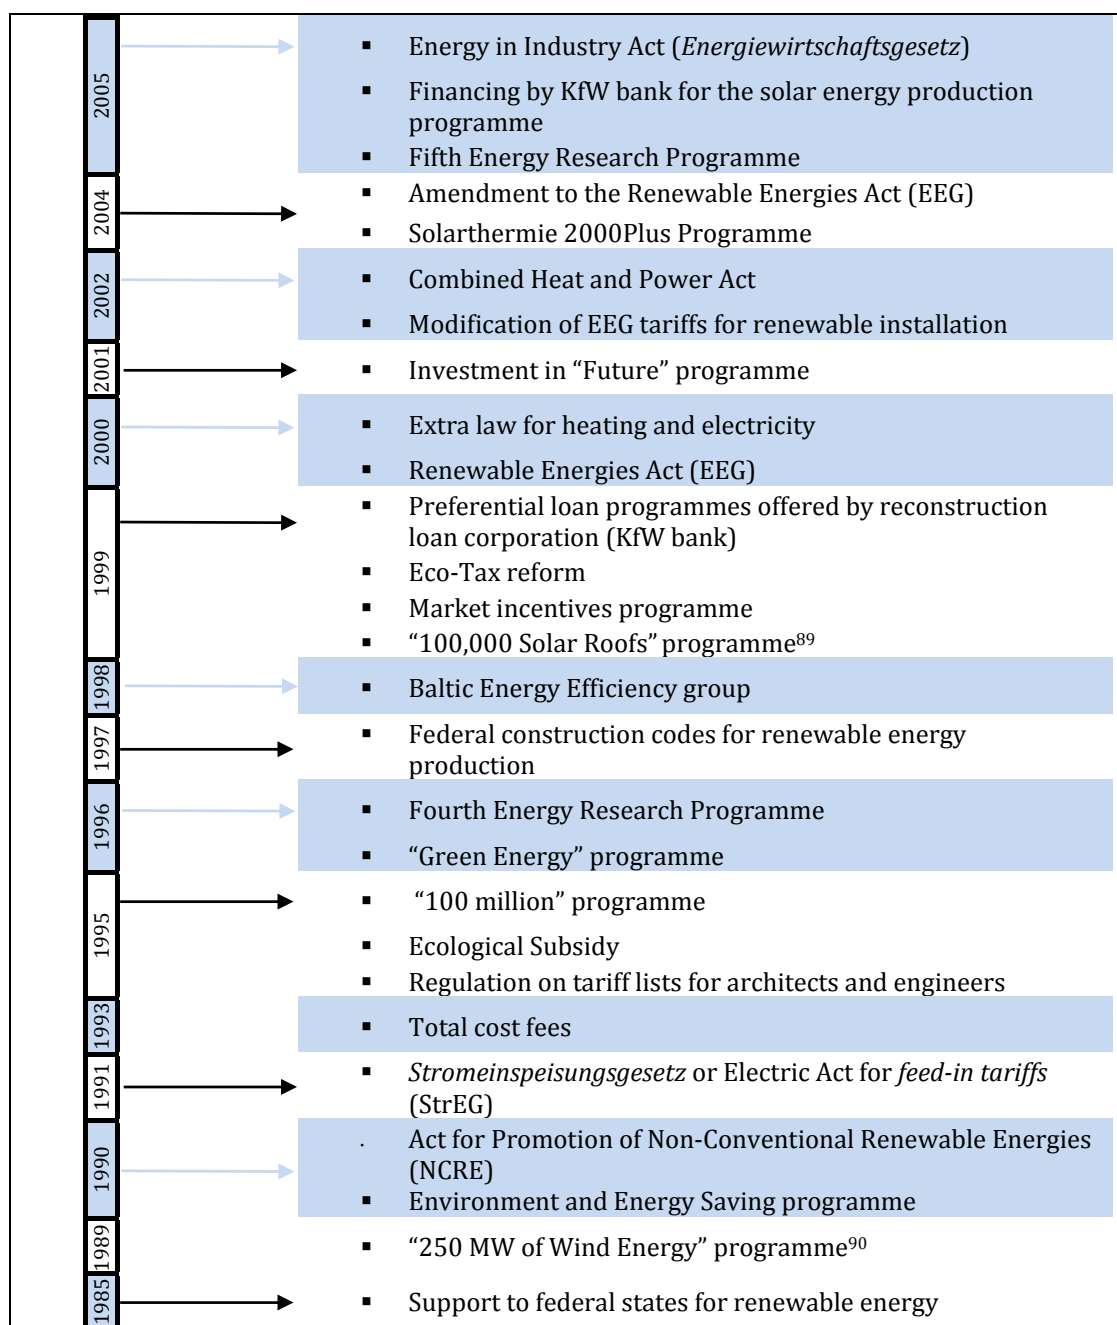 2005
▪ Energy in Industry Act (Energiewirtschaftsgesetz)
▪ Financing by KfW bank for the solar energy production
programme
▪ Fifth Energy Research Programme
2004
▪ Amendment to the Renewable Energies Act (EEG)
▪ Solarthermie 2000Plus Programme
2002
▪ Combined Heat and Power Act
▪ Modification of EEG tariffs for renewable installation
2001
▪ Investment in “Future” programme
2000
▪ Extra law for heating and electricity
▪ Renewable Energies Act (EEG)
1999
▪ Preferential loan programmes offered by reconstruction
loan corporation (KfW bank)
▪ Eco-Tax reform
▪ Market incentives programme
▪ “100,000 Solar Roofs” programme89
1998
▪ Baltic Energy Efficiency group
1997
▪ Federal construction codes for renewable energy
production
1996
▪ Fourth Energy Research Programme
▪ “Green Energy” programme
1995
▪ “100 million” programme
▪ Ecological Subsidy
▪ Regulation on tariff lists for architects and engineers
1993
▪ Total cost fees
1991
▪ Stromeinspeisungsgesetz or Electric Act for feed-in tariffs
(StrEG)
1990
. Act for Promotion of Non-Conventional Renewable Energies
(NCRE)
▪ Environment and Energy Saving programme
1989
▪ “250 MW of Wind Energy” programme90
1985
▪ Support to federal states for renewable energy